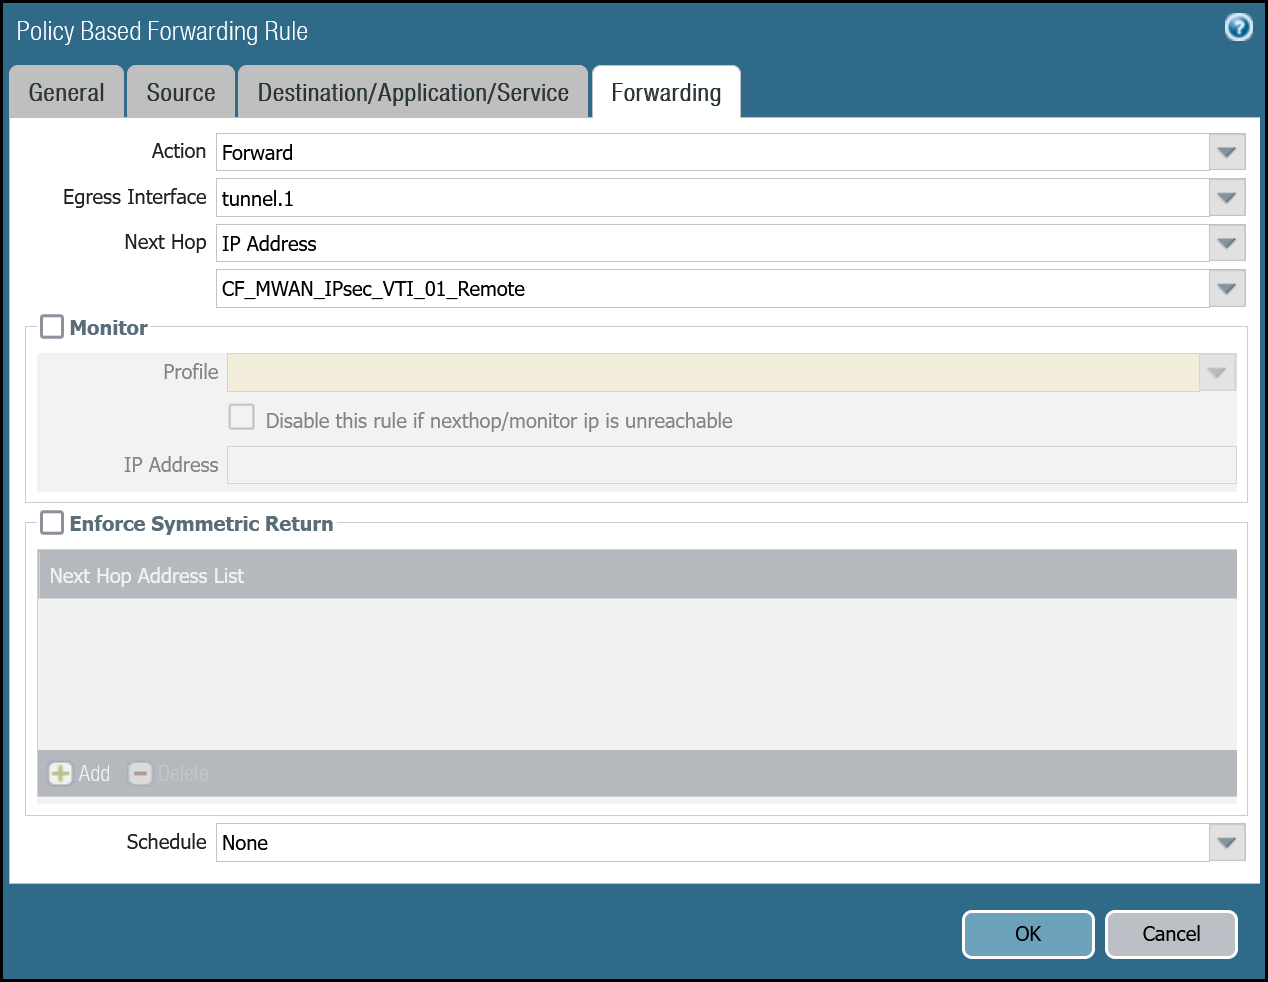 Policy Based Forwarding Rule
General Source Destination/Application/Service Forwarding
Action Forward
Egress Interface tunnel.1
Next Hop IP Address
CF_MWAN_IPsec_VTI_01_Remote
Monitor
Profile
Disable this rule if nexthop/monitor ip is unreachable
IP Address
Enforce Symmetric Return
Next Hop Address List
Add Delete
Schedule None
OK Cancel